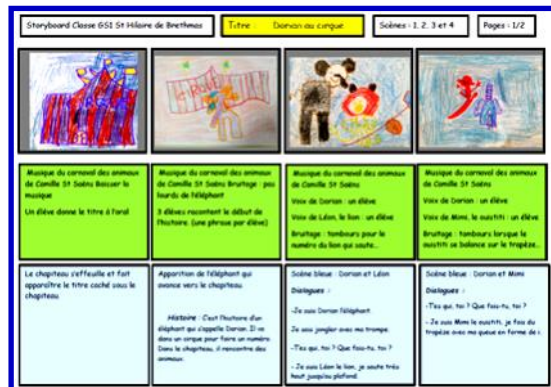 Storyboard Classe GS1 St Hilaire de Brethmas
Titre : Dorian au cirque
Scènes : 1, 2, 3 et 4
Pages : 1/2
Musique du carnaval des animaux
de Camille St Saëns Baisser la
musique
Un élève donne le titre à l'oral
Musique du carnaval des animaux
de Camille St Saëns Bruitage : pas
lourds de l'éléphant
3 élèves racontent le début de
l'histoire. (une phrase par élève)
Musique du carnaval des animaux
de Camille St Saëns
Voix de Dorian : un élève
Voix de Léon, le lion : un élève
Bruitage : tambours pour le
numéro du lion qui saute...
Musique du carnaval des animaux
de Camille St Saëns
Voix de Dorian : un élève
Voix de Mimi, le ouistiti : un élève
Bruitage : tambours lorsque le
ouistiti se balance sur le trapèze...
Le chapiteau s'effeuille et fait
apparaître le titre caché sous le
chapiteau.
Apparition de l'éléphant qui
avance vers le chapiteau.
Histoire : C'est l'histoire d'un
éléphant qui s'appelle Dorian. Il va
dans un cirque pour faire un numéro.
Dans le chapiteau, il rencontre des
animaux.
Scène bleue : Dorian et Léon
Dialogues :
-Je suis Dorian l'éléphant.
Je sais jongler avec ma trompe.
-T'es qui, toi ? Que fais-tu, toi ?
- Je suis Léon le lion, je saute très
haut jusqu'au plafond.
Scène bleue : Dorian et Mimi
Dialogues :
-T'es qui, toi ? Que fais-tu, toi ?
- Je suis Mimi le ouistiti, je fais du
trapèze avec ma queue en forme de